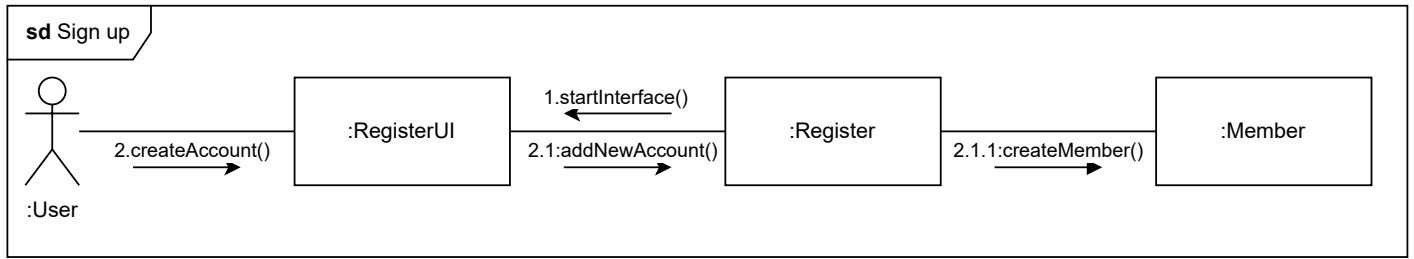 sd Sign up
1.startInterface()
:RegisterUI
:Register
:Member
2.createAccount()
2.1:addNewAccount()
2.1.1:createMember()
:User